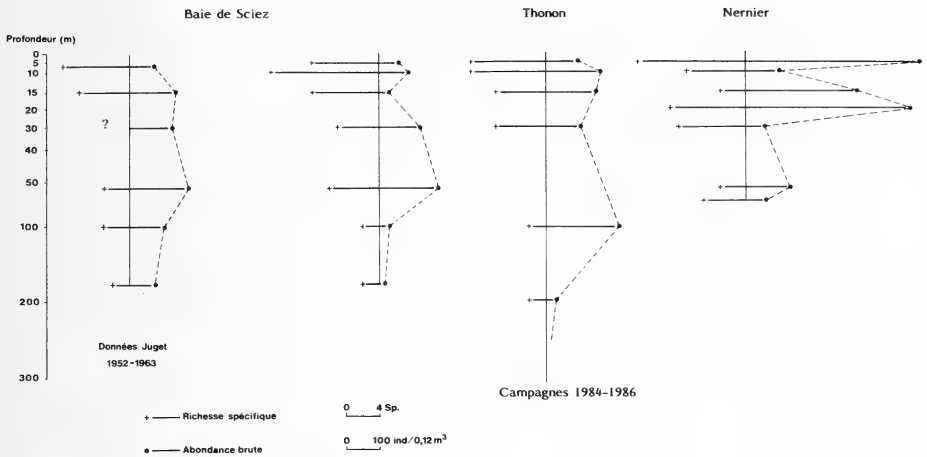 Baie de Sciez
Thonon
Nernier
Profondeur (m)
0
5
10
15
20
30
40
50
100
200
300
?
Données Juget
1952-1963
Campagnes 1984-1986
Richesse spécifique
0 4 Sp.
Abondance brute
0 100 ind/0,12 m³